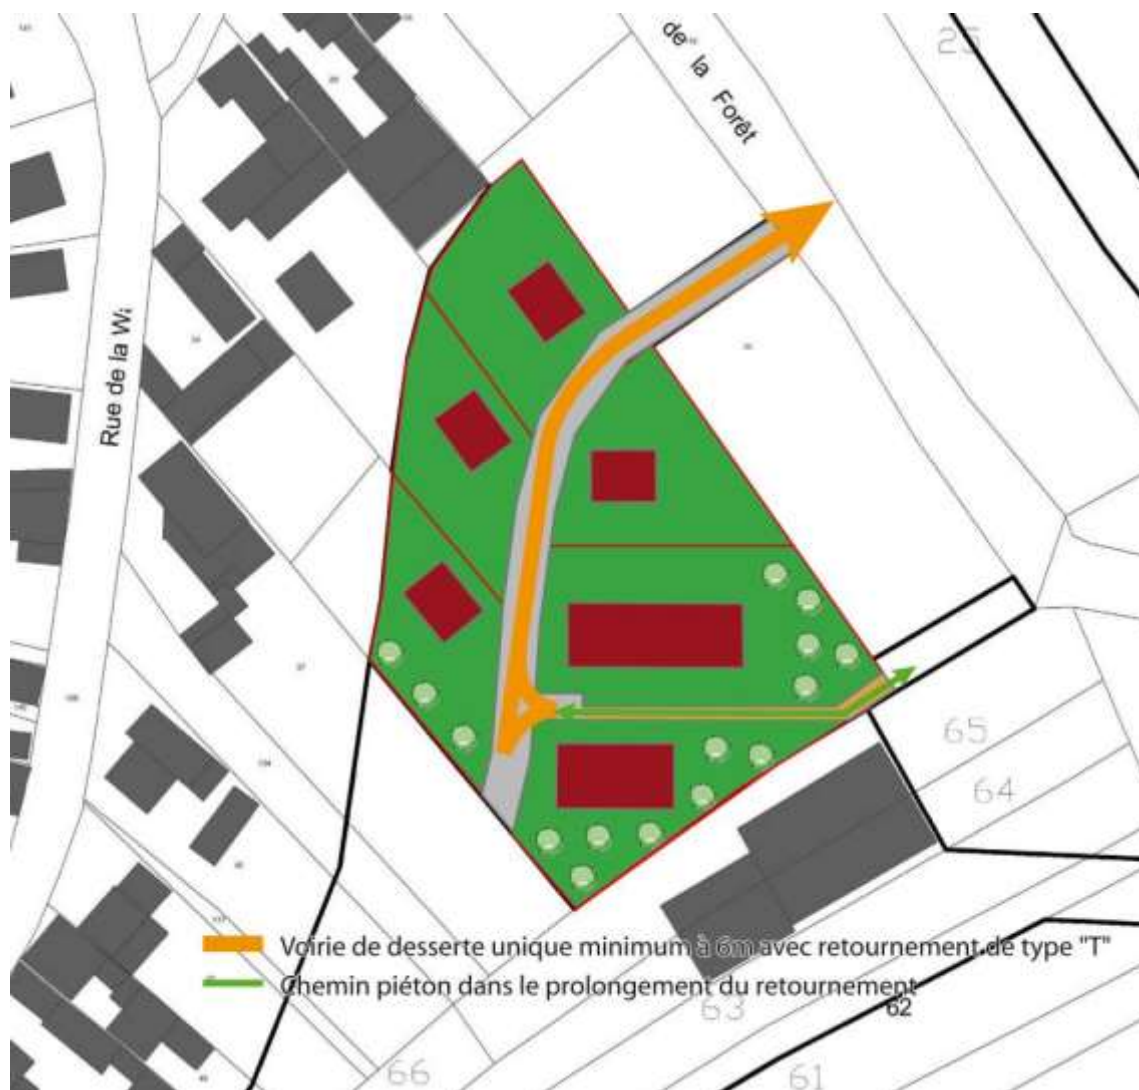 25
de la Forêt
Rue de la Wi
65
64
Voirie de desserte unique minimum à 6m avec retournement de type "T"
Chemin piéton dans le prolongement du retournement
63
62
66
61